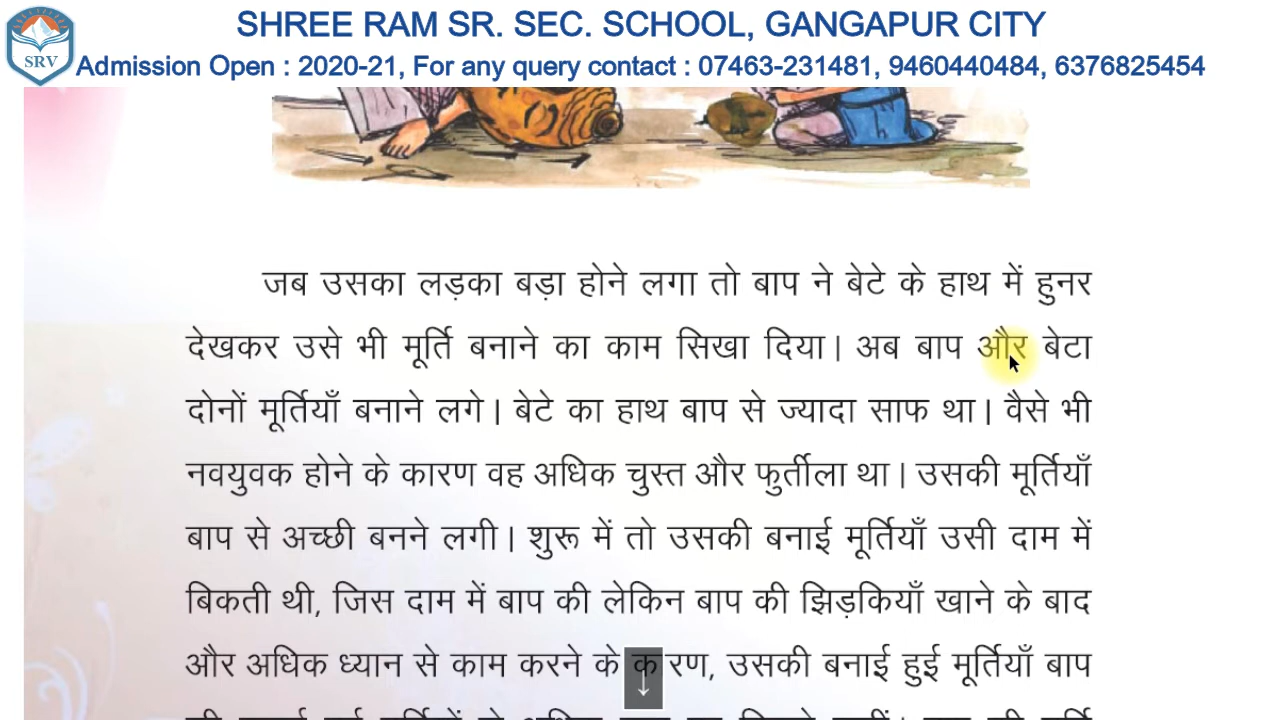 SHREE RAM SR. SEC. SCHOOL, GANGAPUR CITY
SRV
Admission Open : 2020-21, For any query contact : 07463-231481, 9460440484, 6376825454
जब उसका लड़का बड़ा होने लगा तो बाप ने बेटे के हाथ में हुनर
देखकर उसे भी मूर्ति बनाने का काम सिखा दिया। अब बाप और बेटा
दोनों मूर्तियाँ बनाने लगे। बेटे का हाथ बाप से ज्यादा साफ था। वैसे भी
नवयुवक होने के कारण वह अधिक चुस्त और फुर्तीला था। उसकी मूर्तियाँ
बाप से अच्छी बनने लगी। शुरू में तो उसकी बनाई मूर्तियाँ उसी दाम में
बिकती थी, जिस दाम में बाप की लेकिन बाप की झिड़कियाँ खाने के बाद
और अधिक ध्यान से काम करने के कारण, उसकी बनाई हुई मूर्तियाँ बाप